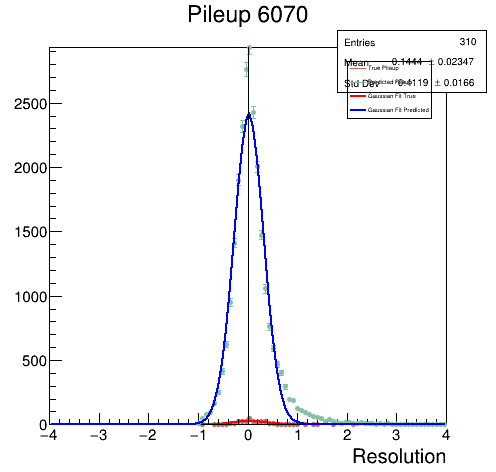 Pileup 6070
Entries 310
Mean 0.1444 ± 0.02347
True Pileup
Std Dev 0.4119 ± 0.0166
Gaussian Fit True
Gaussian Fit Predicted
2500
2000
1500
1000
500
0
−4 −3 −2 −1 0 1 2 3 4
Resolution